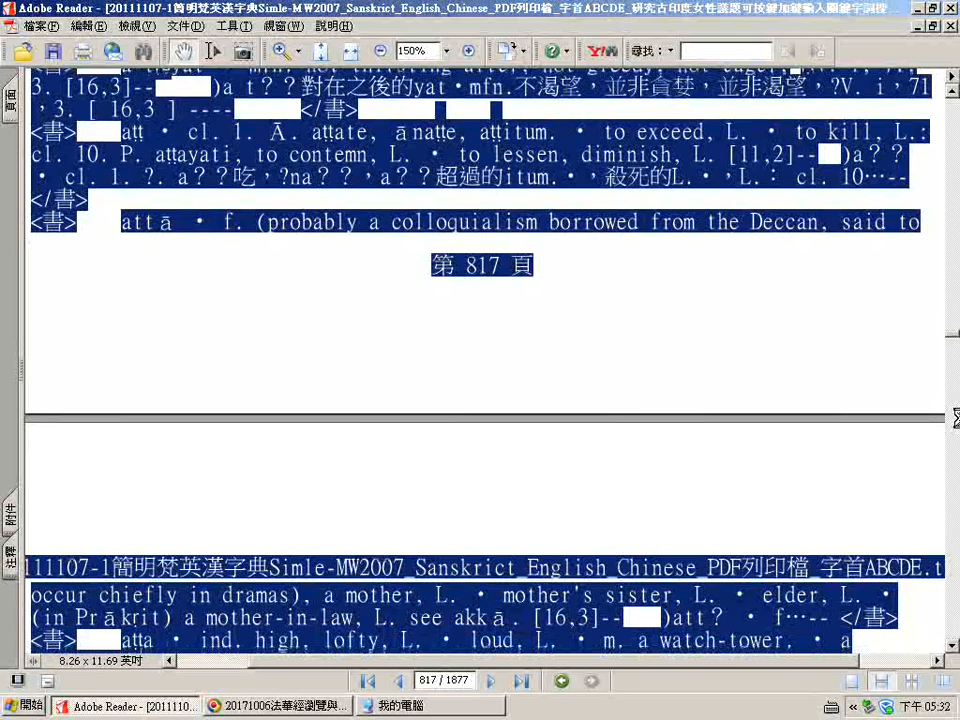 Adobe Reader - [20111107-1簡明梵英漢字典Simle-MW2007_Sanskrict_English_Chinese_PDF列印檔_字首ABCDE_研究古印度女性議題可按尋加鍵輸入關鍵字詞搜
檔案(F) 編輯(E) 檢視(V) 文件(D) 工具(T) 視窗(W) 說明(H)
150% 尋找：
頁面
3. [16,3]-- )a t？？對在之後的yat‧mfn.不渴望，並非貪婪，並非渴望，?V. i，71
，3. [ 16,3 ] ---- </書>
<書> aṭṭ ‧ cl. 1. Ā. aṭṭate, ānaṭṭe, aṭṭitum. ‧ to exceed, L. ‧ to kill, L.:
cl. 10. P. aṭṭayati, to contemn, L. ‧ to lessen, diminish, L. [11,2]-- )a？？
‧ cl. 1. ?. a？？吃，?na？？，a？？超過的itum.‧，殺死的L.‧，L.： cl. 10…--
</書>
<書> attā ‧ f. (probably a colloquialism borrowed from the Deccan, said to
第 817 頁
附件
注釋
111107-1簡明梵英漢字典Simle-MW2007_Sanskrict_English_Chinese_PDF列印檔_字首ABCDE.t
occur chiefly in dramas), a mother, L. ‧ mother's sister, L. ‧ elder, L. ‧
(in Prākṛit) a mother-in-law, L. see akkā. [16,3]-- )att？ ‧ f…-- </書>
<書> aṭṭa ‧ ind. high, lofty, L. ‧ loud, L. ‧ m. a watch-tower. ‧ a
8.26 x 11.69 英吋
817 / 1877
開始 Adobe Reader - [2011110... 20171006法華經瀏覽與... 我的電腦 下午 05:32